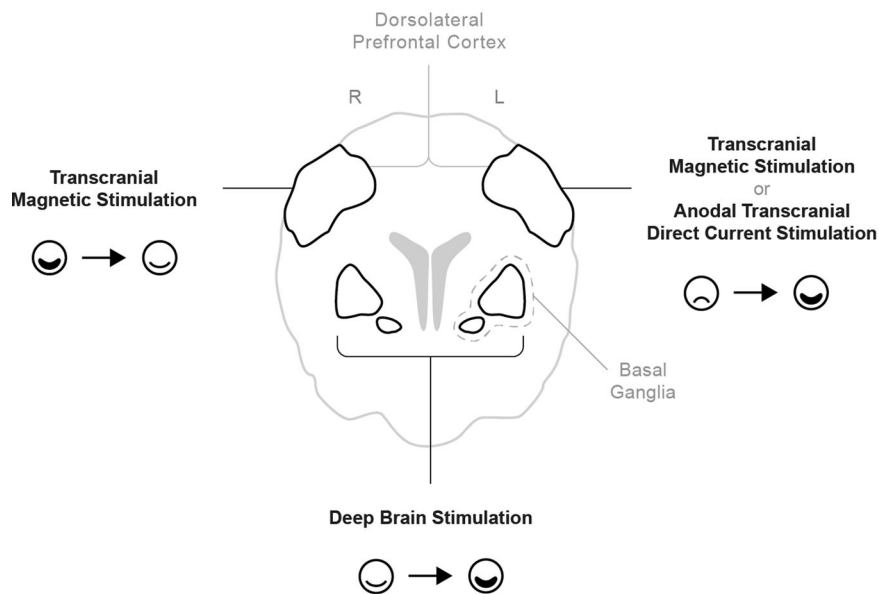 Dorsolateral
Prefrontal Cortex
R
L
Transcranial
Magnetic Stimulation
Transcranial
Magnetic Stimulation
or
Anodal Transcranial
Direct Current Stimulation
Basal
Ganglia
Deep Brain Stimulation